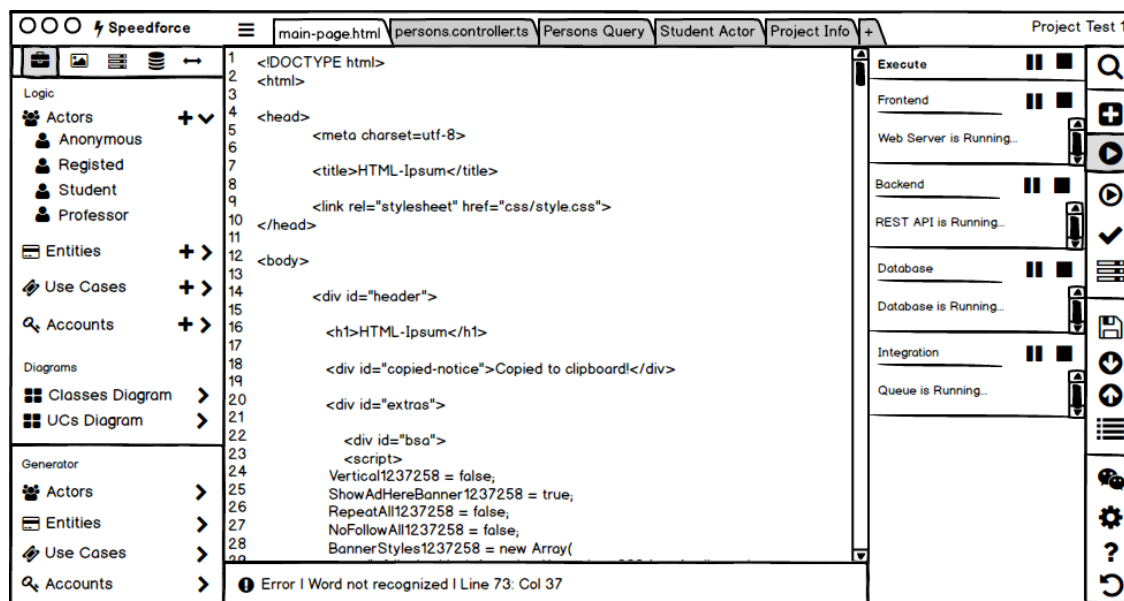 Speedforce
main-page.html
persons.controller.ts
Persons Query
Student Actor
Project Info
+
Project Test 1
Logic
Actors
Anonymous
Registed
Student
Professor
Entities
Use Cases
Accounts
Diagrams
Classes Diagram
UCs Diagram
Generator
Actors
Entities
Use Cases
Accounts
1
2
3
4
5
6
7
8
9
10
11
12
13
14
15
16
17
18
19
20
21
22
23
24
25
26
27
28
<!DOCTYPE html>
<html>
<head>
<meta charset=utf-8>
<title>HTML-Ipsum</title>
<link rel="stylesheet" href="css/style.css">
</head>
<body>
<div id="header">
<h1>HTML-Ipsum</h1>
<div id="copied-notice">Copied to clipboard!</div>
<div id="extras">
<div id="bsa">
<script>
Vertical1237258 = false;
ShowAdHereBanner1237258 = true;
RepeatAll1237258 = false;
NoFollowAll1237258 = false;
BannerStyles1237258 = new Array(
Error | Word not recognized | Line 73: Col 37
Execute
Frontend
Web Server is Running...
Backend
REST API is Running...
Database
Database is Running...
Integration
Queue is Running...
?